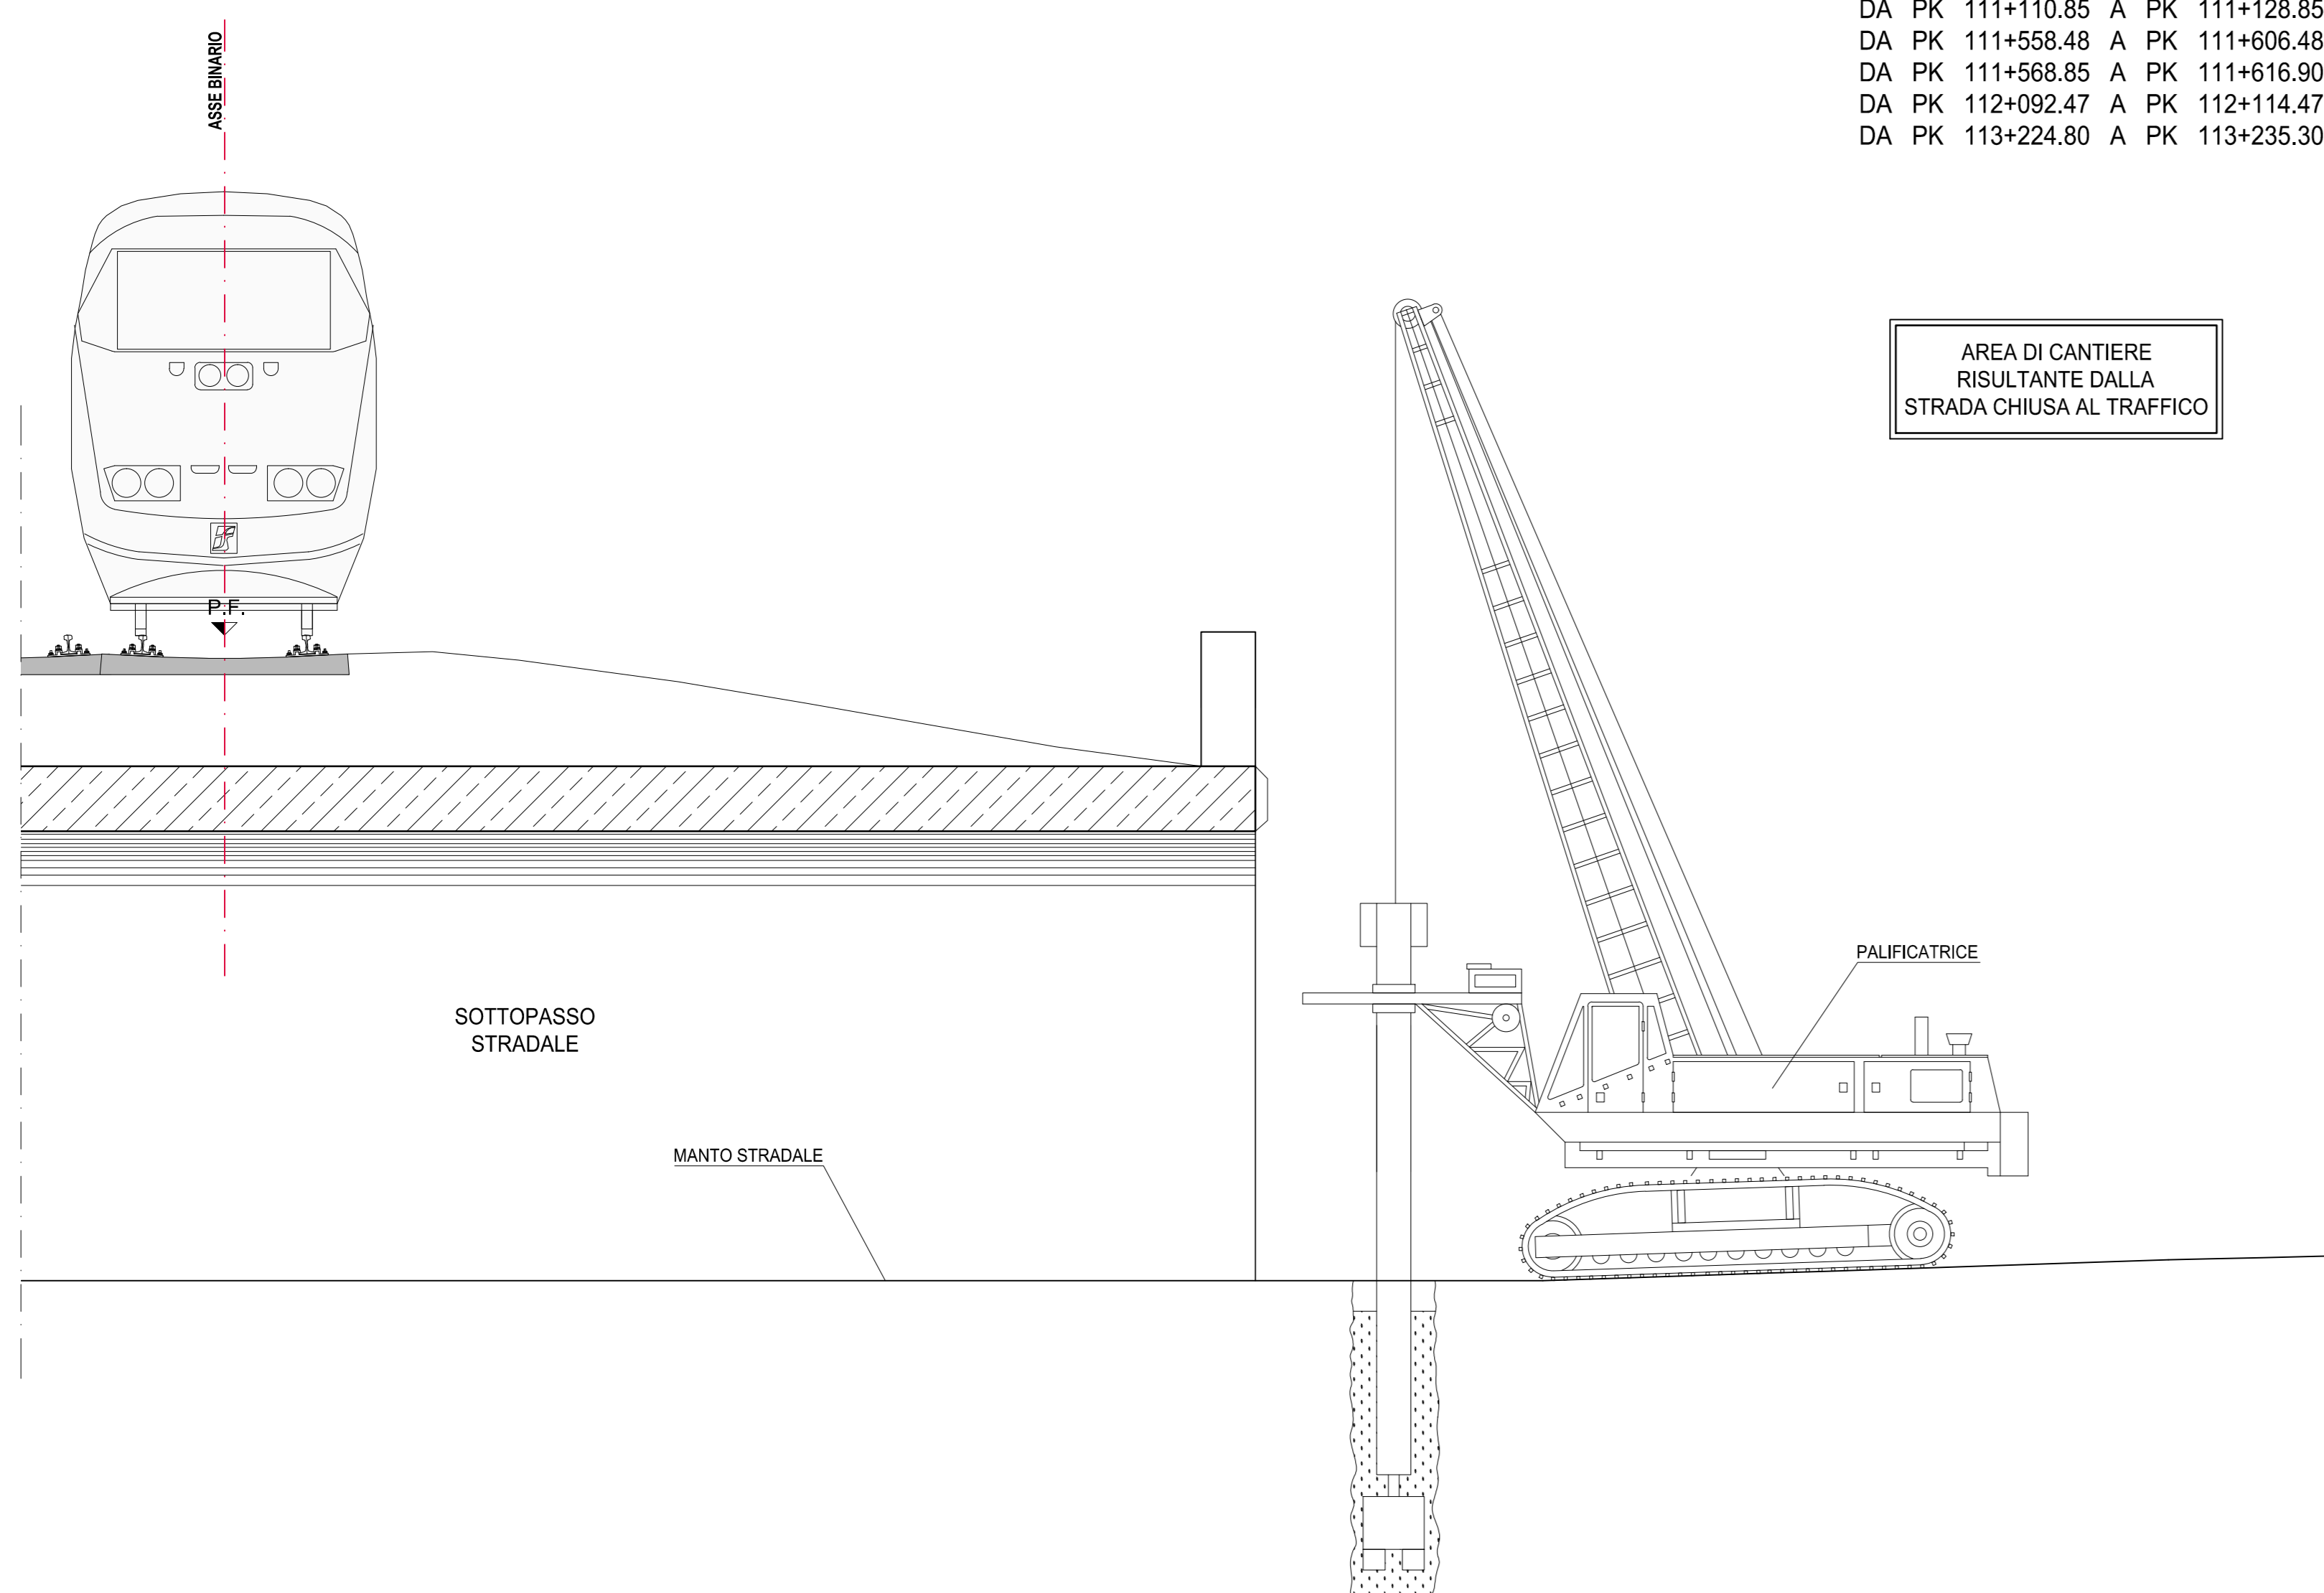 DA PK 111+110.85 A PK 111+128.85
DA PK 111+558.48 A PK 111+606.48
DA PK 111+568.85 A PK 111+616.90
DA PK 112+092.47 A PK 112+114.47
DA PK 113+224.80 A PK 113+235.30
ASSE BINARIO
AREA DI CANTIERE
RISULTANTE DALLA
STRADA CHIUSA AL TRAFFICO
P.F.
PALIFICATRICE
SOTTOPASSO
STRADALE
MANTO STRADALE